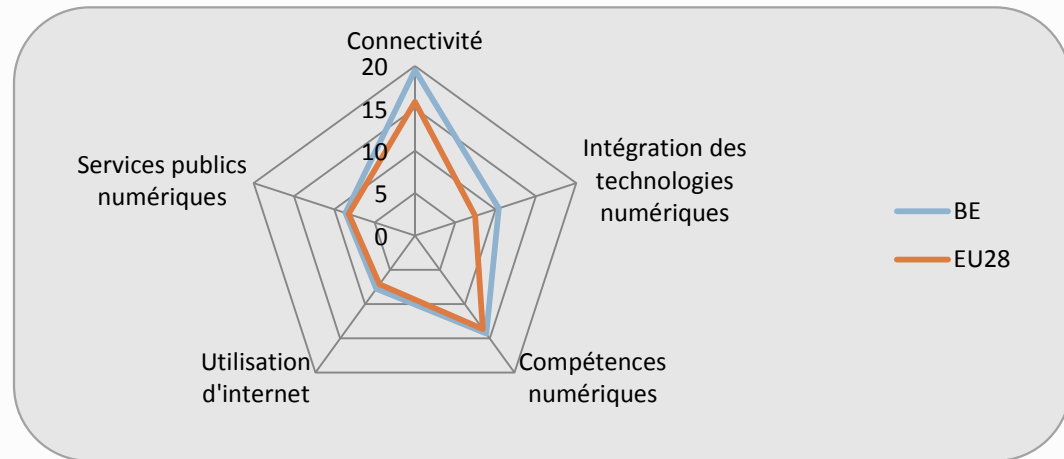 Connectivité
20
15
10
5
0
Intégration des
technologies
numériques
Compétences
numériques
Utilisation
d'internet
Services publics
numériques
BE
EU28